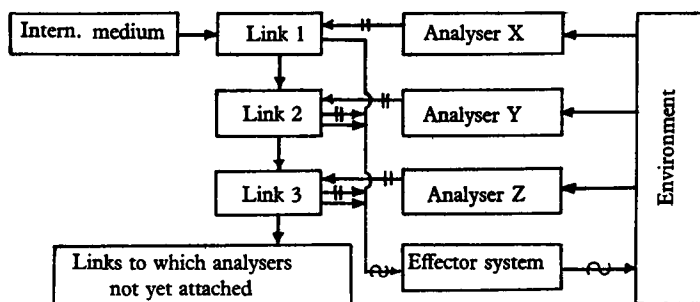 Intern. medium
Link 1
Analyser X
Link 2
Analyser Y
Link 3
Analyser Z
Environment
Links to which analysers
not yet attached
Effector system